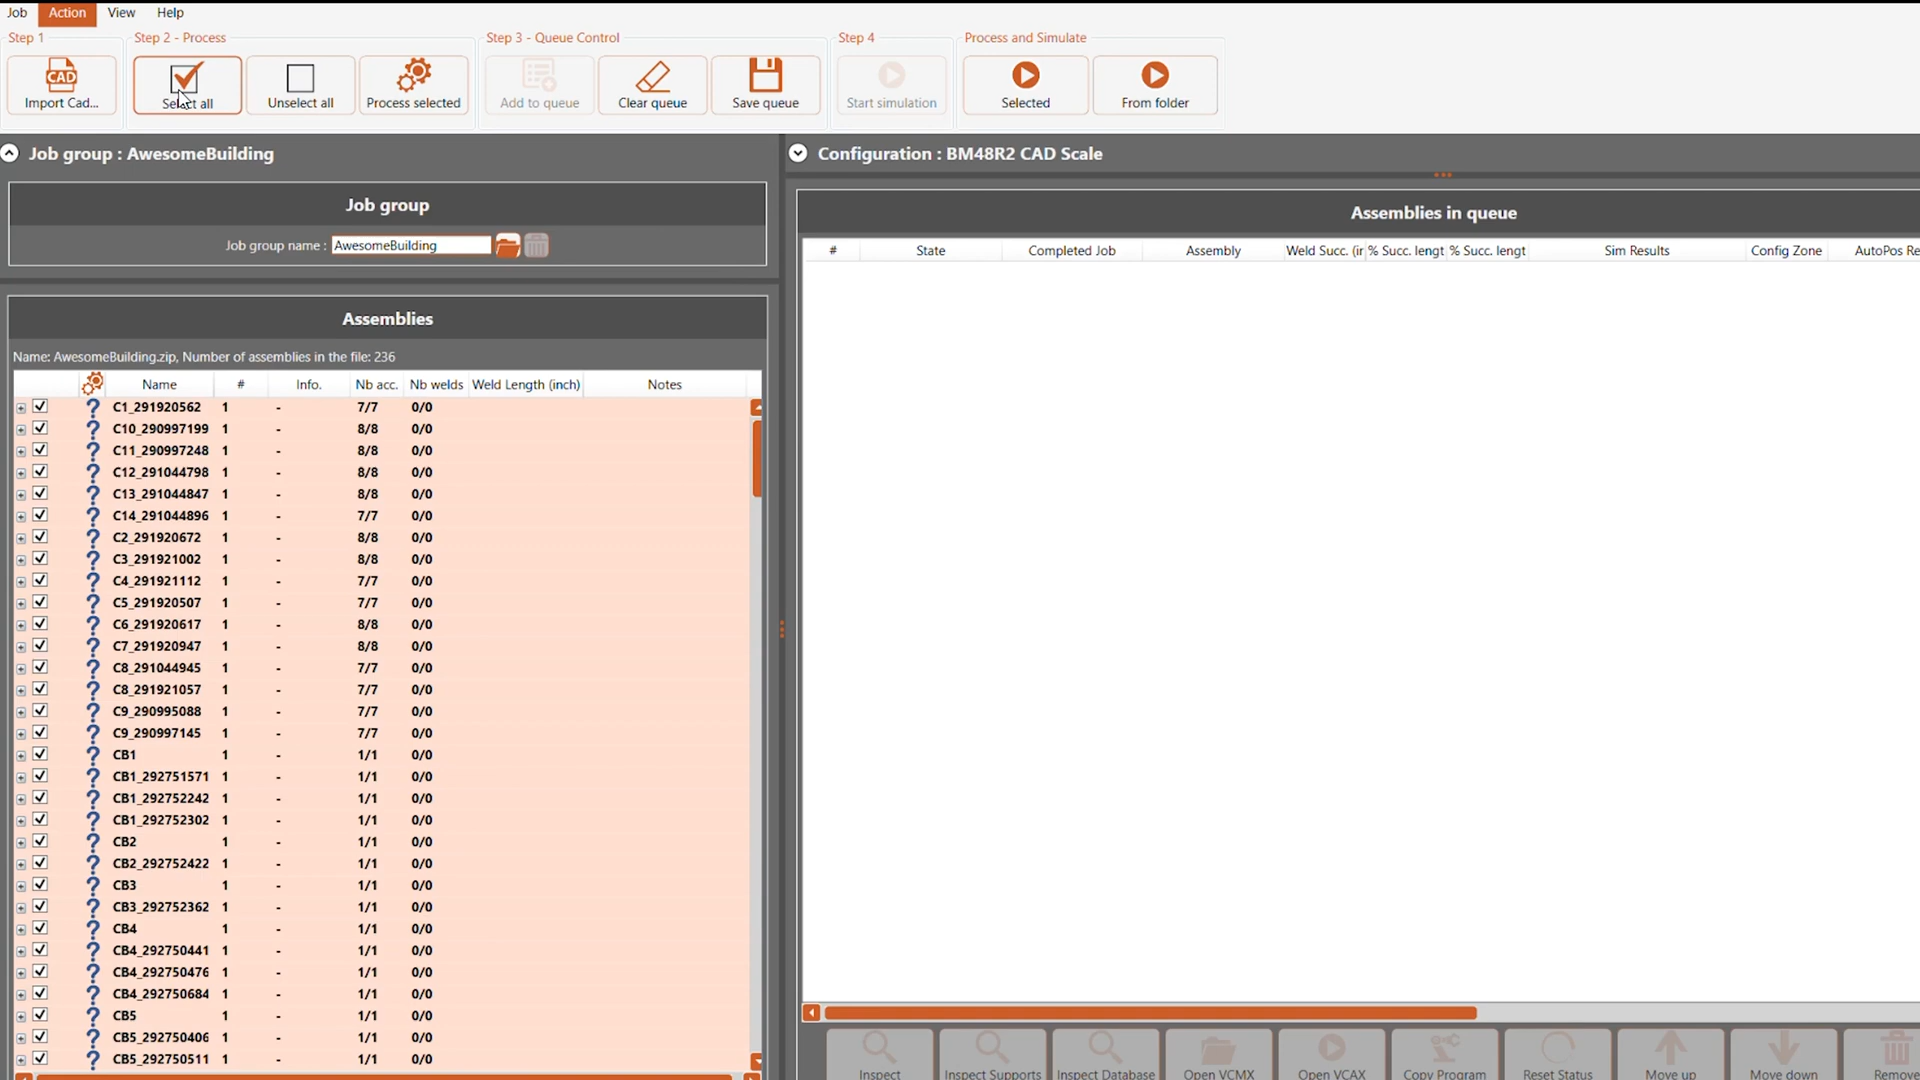 Job Action View Help
Step 1 Step 2 - Process Step 3 - Queue Control Step 4 Process and Simulate
CAD
Import Cad... Select all Unselect all Process selected Add to queue Clear queue Save queue Start simulation Selected From folder
Job group : AwesomeBuilding
Job group
Job group name : AwesomeBuilding
Assemblies
Name: AwesomeBuilding.zip, Number of assemblies in the file: 236
Name # Info. Nb acc. Nb welds Weld Length (inch) Notes
? C1_291920562 1 - 7/7 0/0
? C10_290997199 1 - 8/8 0/0
? C11_290997248 1 - 8/8 0/0
? C12_291044798 1 - 8/8 0/0
? C13_291044847 1 - 8/8 0/0
? C14_291044896 1 - 7/7 0/0
? C2_291920672 1 - 8/8 0/0
? C3_291921002 1 - 8/8 0/0
? C4_291921112 1 - 7/7 0/0
? C5_291920507 1 - 7/7 0/0
? C6_291920617 1 - 8/8 0/0
? C7_291920947 1 - 8/8 0/0
? C8_291044945 1 - 7/7 0/0
? C8_291921057 1 - 7/7 0/0
? C9_290995088 1 - 7/7 0/0
? C9_290997145 1 - 7/7 0/0
? CB1 1 - 1/1 0/0
? CB1_292751571 1 - 1/1 0/0
? CB1_292752242 1 - 1/1 0/0
? CB1_292752302 1 - 1/1 0/0
? CB2 1 - 1/1 0/0
? CB2_292752422 1 - 1/1 0/0
? CB3 1 - 1/1 0/0
? CB3_292752362 1 - 1/1 0/0
? CB4 1 - 1/1 0/0
? CB4_292750441 1 - 1/1 0/0
? CB4_292750476 1 - 1/1 0/0
? CB4_292750684 1 - 1/1 0/0
? CB5 1 - 1/1 0/0
? CB5_292750406 1 - 1/1 0/0
? CB5_292750511 1 - 1/1 0/0
Configuration : BM48R2 CAD Scale
Assemblies in queue
# State Completed Job Assembly Weld Succ. (ir % Succ. lengt % Succ. lengt Sim Results Config Zone AutoPos Re
Inspect Inspect Supports Inspect Database Open VCMX Open VCAX Copy Program Reset Status Move up Move down Remove